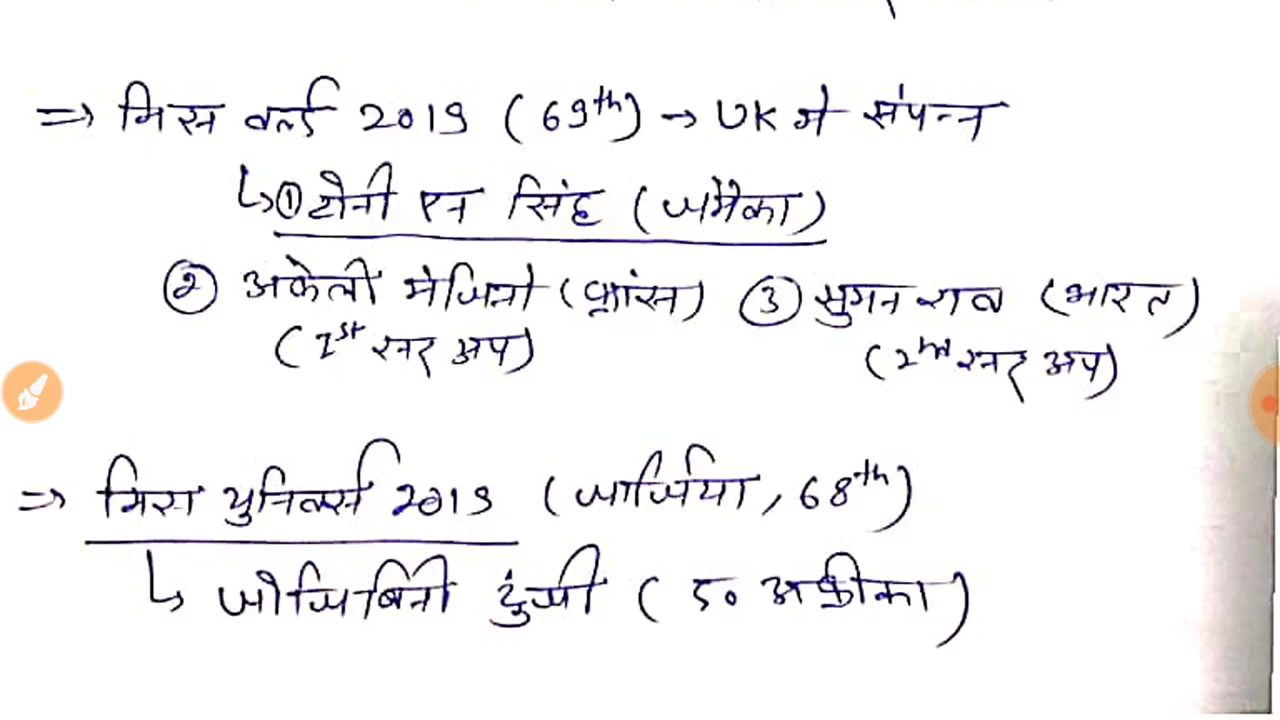 => मिस वर्ल्ड 2019 (69th) → UK मे संपन्न
↳ ① टोनी एन सिंह (जमैका)
② अकेली मेजिनो (फ्रांस) ③ सुमन राव (भारत)
(1st रनर अप) (2nd रनर अप)
=> मिस युनिवर्स 2019 (जार्जिया, 68th)
↳ जोजिबिनी टुंजी (द० अफ्रीका)